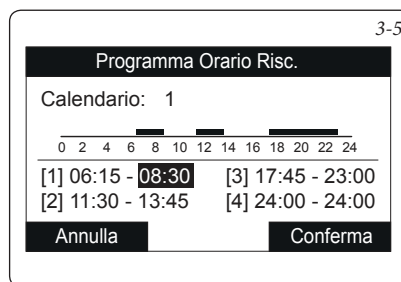 3-5
Programma Orario Risc.
Calendario: 1
0 2 4 6 8 10 12 14 16 18 20 22 24
[1] 06:15 - 08:30 [3] 17:45 - 23:00
[2] 11:30 - 13:45 [4] 24:00 - 24:00
Annulla Conferma